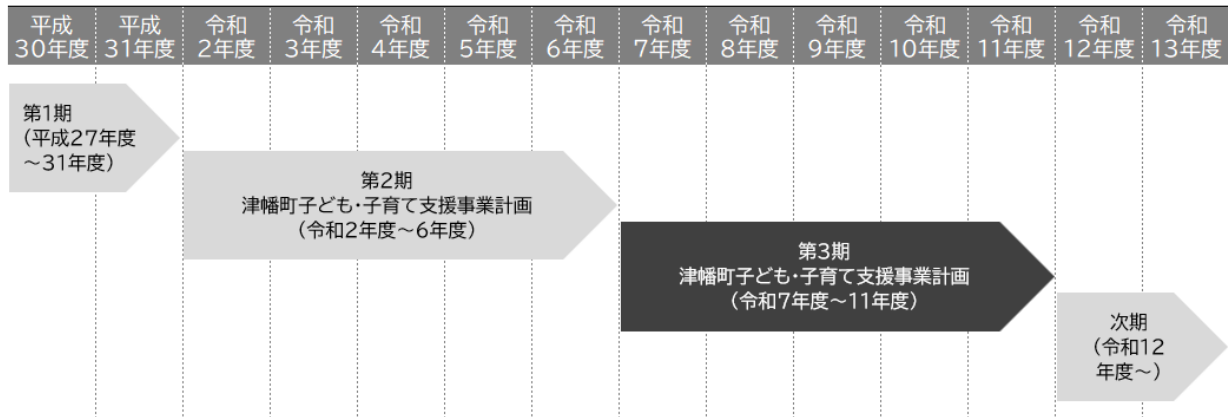 平成
30年度
平成
31年度
令和
2年度
令和
3年度
令和
4年度
令和
5年度
令和
6年度
令和
7年度
令和
8年度
令和
9年度
令和
10年度
令和
11年度
令和
12年度
令和
13年度
第1期
(平成27年度
～31年度)
第2期
津幡町子ども・子育て支援事業計画
(令和2年度～6年度)
第3期
津幡町子ども・子育て支援事業計画
(令和7年度～11年度)
次期
(令和12
年度～)